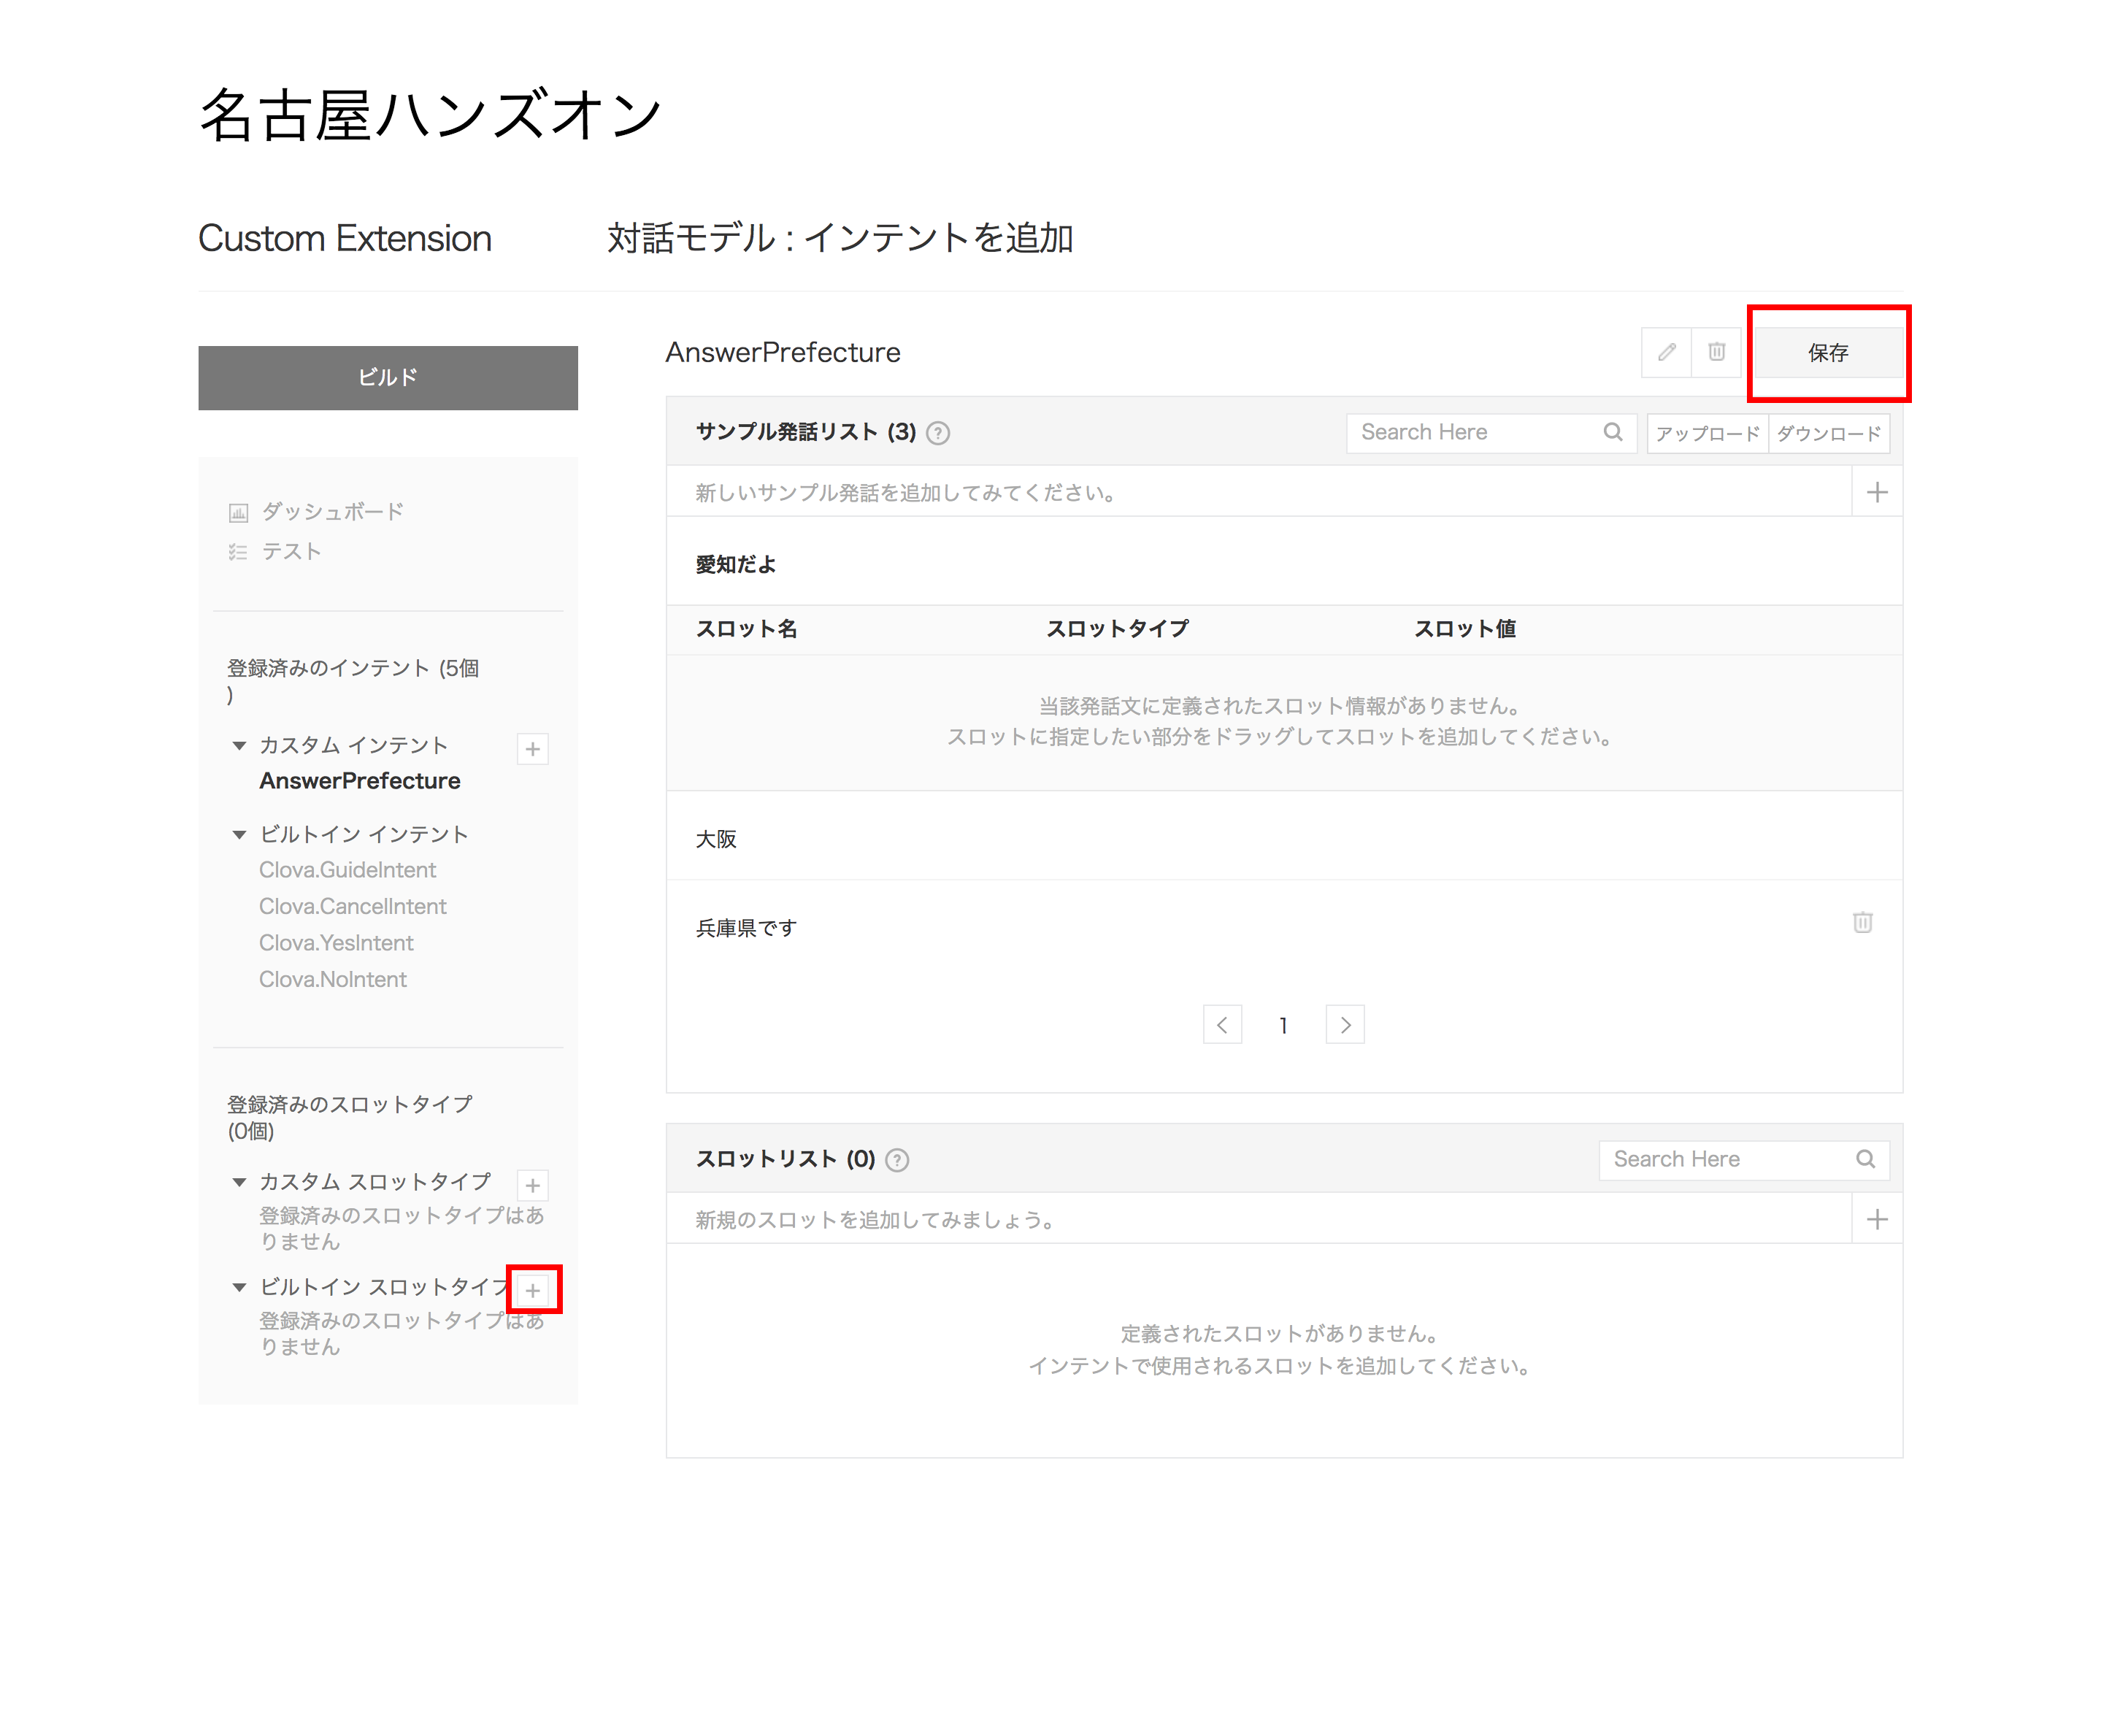 名古屋ハンズオン
Custom Extension
対話モデル : インテントを追加
ビルド
ダッシュボード
テスト
登録済みのインテント (5個
)
カスタム インテント
AnswerPrefecture
ビルトイン インテント
Clova.GuideIntent
Clova.CancelIntent
Clova.YesIntent
Clova.NoIntent
登録済みのスロットタイプ
(0個)
カスタム スロットタイプ
登録済みのスロットタイプはあ
りません
ビルトイン スロットタイプ
登録済みのスロットタイプはあ
りません
AnswerPrefecture
保存
サンプル発話リスト (3)
Search Here
アップロード
ダウンロード
新しいサンプル発話を追加してみてください。
愛知だよ
スロット名
スロットタイプ
スロット値
当該発話文に定義されたスロット情報がありません。
スロットに指定したい部分をドラッグしてスロットを追加してください。
大阪
兵庫県です
1
スロットリスト (0)
Search Here
新規のスロットを追加してみましょう。
定義されたスロットがありません。
インテントで使用されるスロットを追加してください。